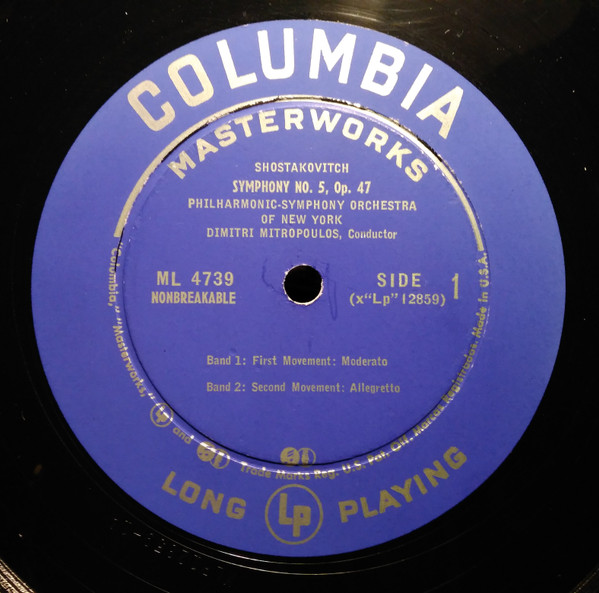 COLUMBIA
MASTERWORKS
SHOSTAKOVITCH
SYMPHONY NO. 5, Op. 47
PHILHARMONIC-SYMPHONY ORCHESTRA
OF NEW YORK
DIMITRI MITROPOULOS, Conductor
ML 4739
NONBREAKABLE
SIDE 1
(x“Lp”12859)
Band 1: First Movement: Moderato
Band 2: Second Movement: Allegretto
Columbia, "Masterworks," Lp and Trade Marks Reg. U.S. Pat. Off. Marcas Registradas Made in U.S.A.
LONG Lp PLAYING